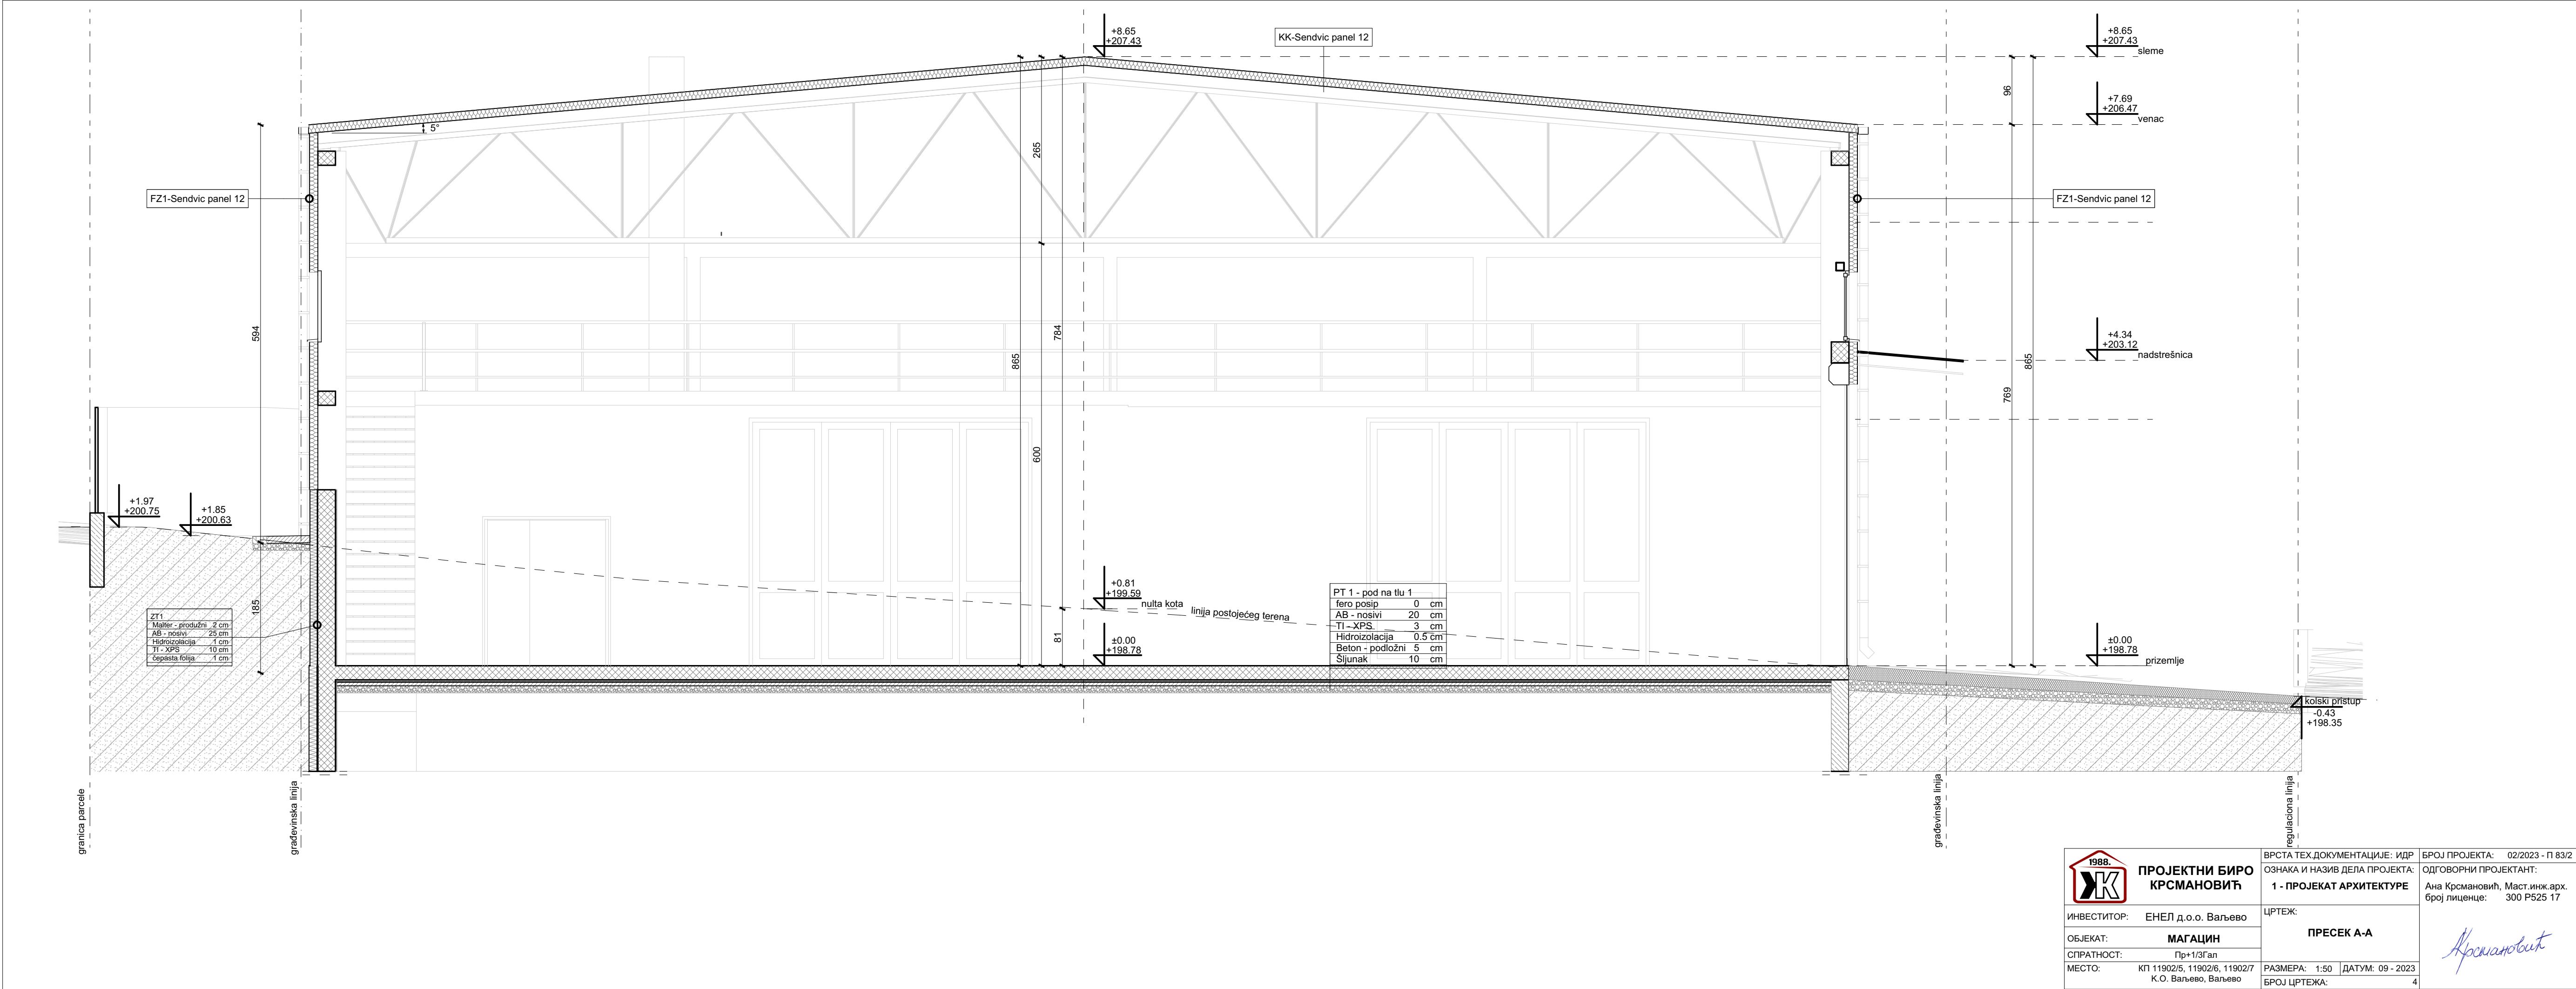 +8.65
+207.43
KK-Sendvic panel 12
+8.65
+207.43
sleme
96
+7.69
+206.47
venac
5°
265
FZ1-Sendvic panel 12
FZ1-Sendvic panel 12
594
865
784
+4.34
+203.12
nadstrešnica
865
769
600
+1.97
+200.75
+1.85
+200.63
185
ZT1
Malter - produžni 2 cm
AB - nosivi 25 cm
Hidroizolacija 1 cm
TI - XPS 10 cm
čepasta folija 1 cm
+0.81
+199.59
nulta kota
linija postojećeg terena
81
±0.00
+198.78
PT 1 - pod na tlu 1
fero posip 0 cm
AB - nosivi 20 cm
TI - XPS 3 cm
Hidroizolacija 0.5 cm
Beton - podložni 5 cm
Šljunak 10 cm
±0.00
+198.78
prizemlje
kolski pristup
-0.43
+198.35
granica parcele
građevinska linija
građevinska linija
regulaciona linija
1988.
ПРОЈЕКТНИ БИРО
КРСМАНОВИЋ
ВРСТА ТЕХ.ДОКУМЕНТАЦИЈЕ: ИДР
БРОЈ ПРОЈЕКТА: 02/2023 - П 83/2
ОЗНАКА И НАЗИВ ДЕЛА ПРОЈЕКТА:
1 - ПРОЈЕКАТ АРХИТЕКТУРЕ
ОДГОВОРНИ ПРОЈЕКТАНТ:
Ана Крсмановић, Маст.инж.арх.
број лиценце: 300 Р525 17
ИНВЕСТИТОР: ЕНЕЛ д.о.о. Ваљево
ЦРТЕЖ:
ПРЕСЕК А-А
ОБЈЕКАТ: МАГАЦИН
СПРАТНОСТ: Пр+1/3Гал
МЕСТО: КП 11902/5, 11902/6, 11902/7
К.О. Ваљево, Ваљево
РАЗМЕРА: 1:50 ДАТУМ: 09 - 2023
БРОЈ ЦРТЕЖА: 4
Крсмановић